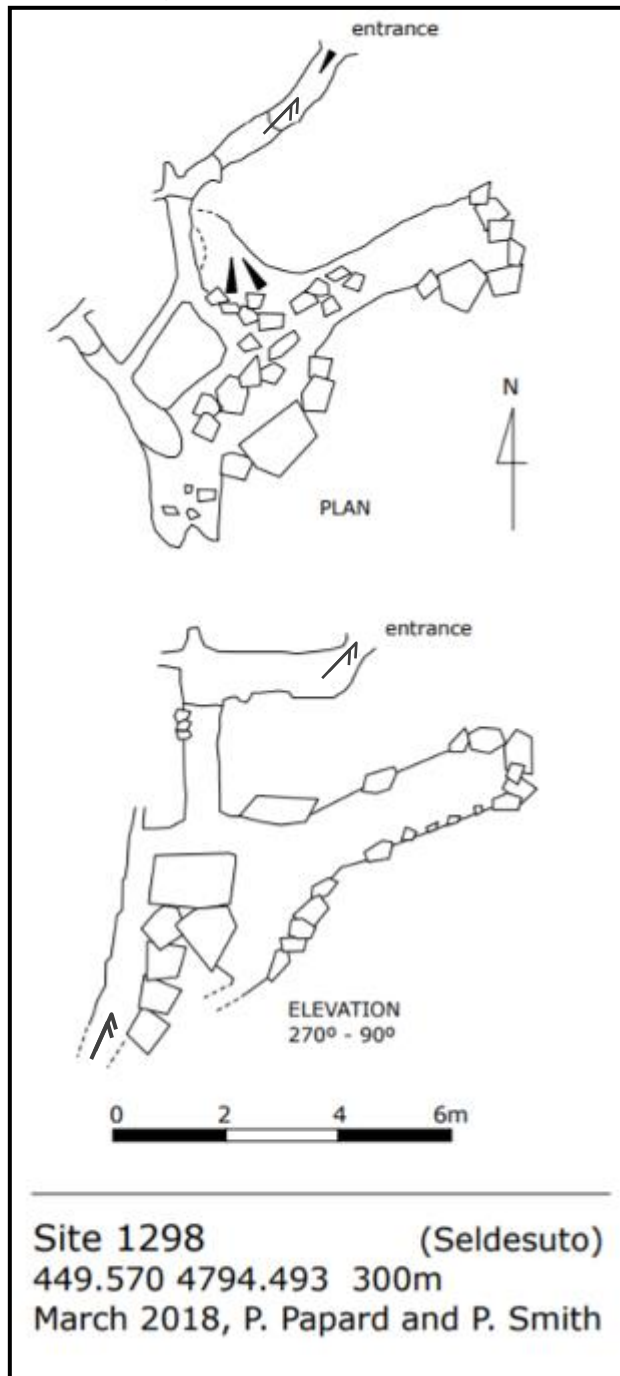 entrance
N
PLAN
entrance
ELEVATION
270º - 90º
0 2 4 6m
Site 1298 (Seldesuto)
449.570 4794.493 300m
March 2018, P. Papard and P. Smith